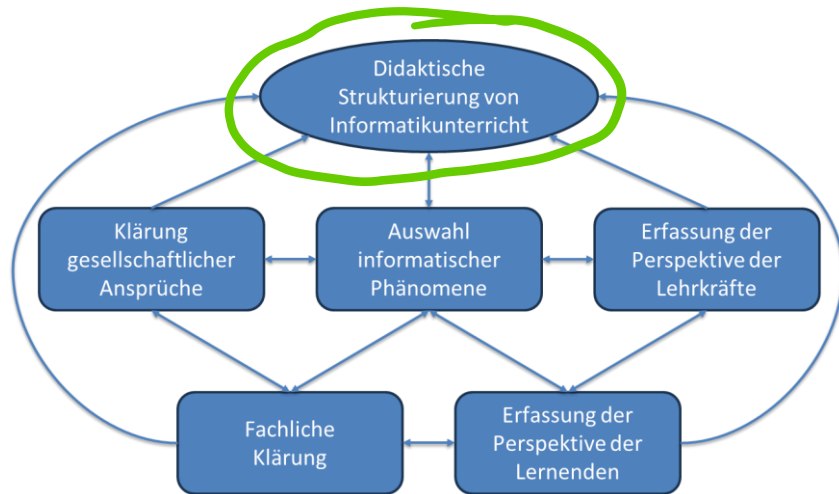 Didaktische
Strukturierung von
Informatikunterricht
Klärung
gesellschaftlicher
Ansprüche
Auswahl
informatischer
Phänomene
Erfassung der
Perspektive der
Lehrkräfte
Fachliche
Klärung
Erfassung der
Perspektive der
Lernenden